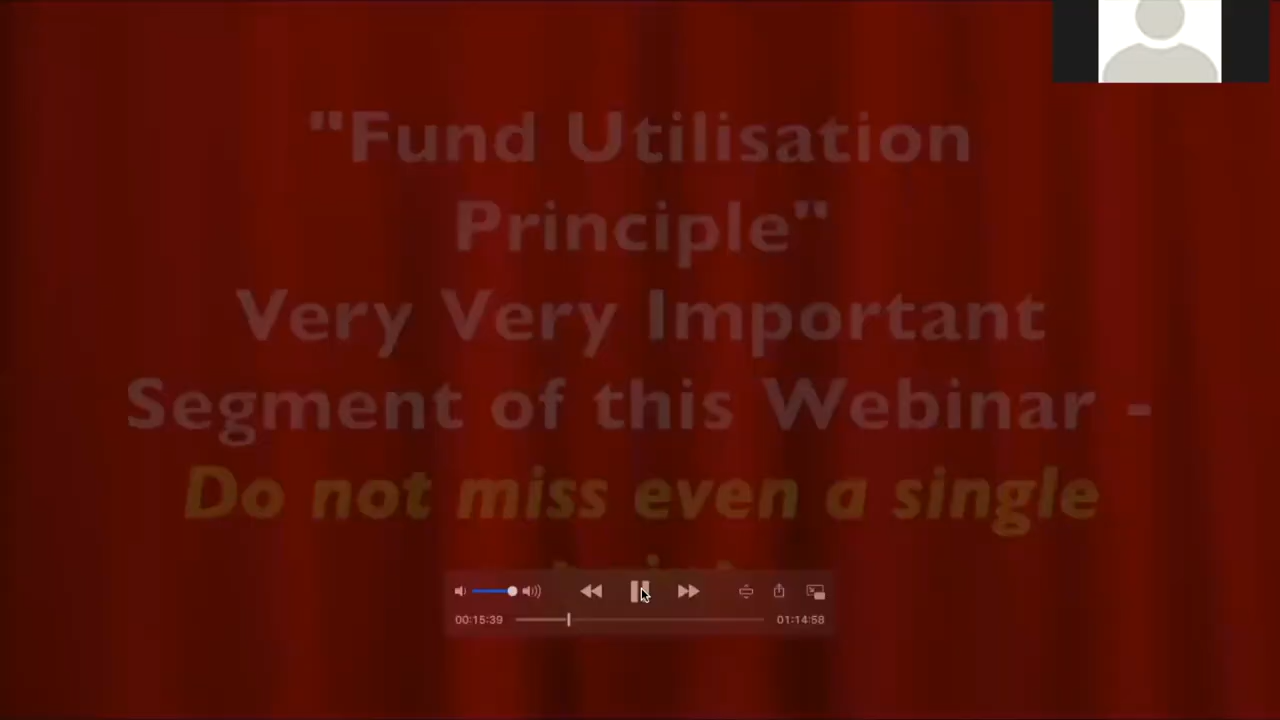 "Fund Utilisation
Principle"
Very Very Important
Segment of this Webinar -
Do not miss even a single
00:15:39
01:14:58